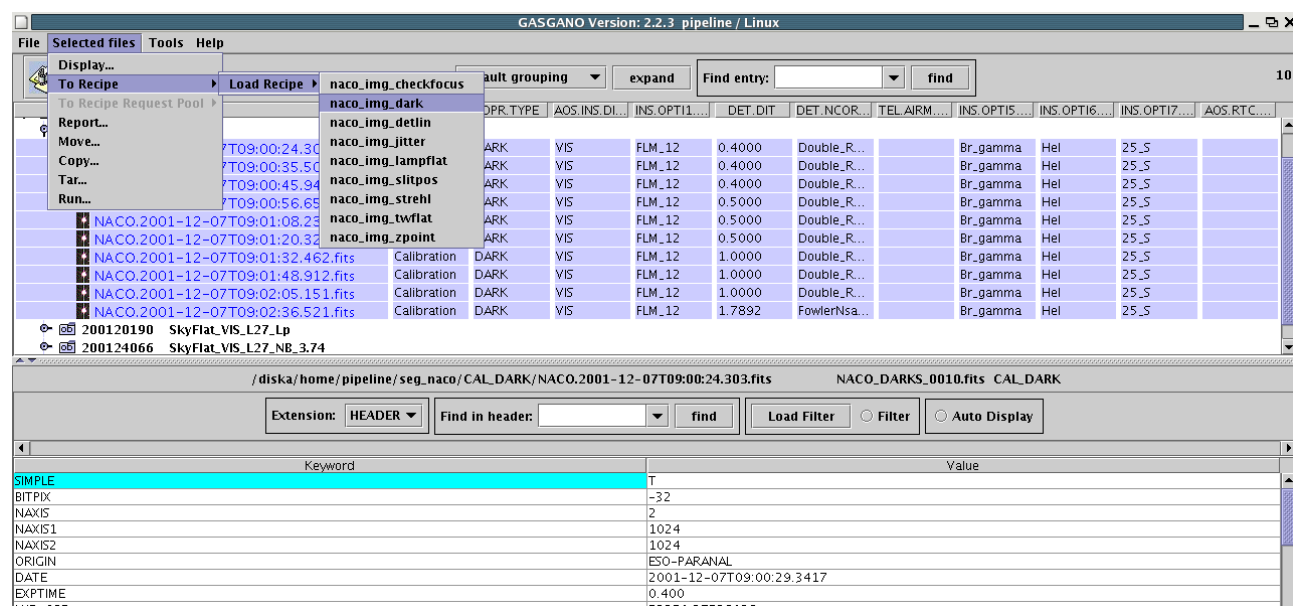 GASGANO Version: 2.2.3 pipeline / Linux
File Selected files Tools Help
Display...
To Recipe
To Recipe Request Pool
Report...
Move...
Copy...
Tar...
Run...
Load Recipe
naco_img_checkfocus
naco_img_dark
naco_img_detlin
naco_img_jitter
naco_img_lampflat
naco_img_slitpos
naco_img_strehl
naco_img_twflat
naco_img_zpoint
ault grouping expand Find entry: find 10
DPR.TYPE AOS.INS.DI... INS.OPTI1.... DET.DIT DET.NCOR... TEL.AIRM... INS.OPTI5.... INS.OPTI6.... INS.OPTI7.... AOS.RTC....
7T09:00:24.30 ARK VIS FLM_12 0.4000 Double_R... Br_gamma HeI 25_S
7T09:00:35.50 ARK VIS FLM_12 0.4000 Double_R... Br_gamma HeI 25_S
7T09:00:45.94 ARK VIS FLM_12 0.4000 Double_R... Br_gamma HeI 25_S
7T09:00:56.65 ARK VIS FLM_12 0.5000 Double_R... Br_gamma HeI 25_S
NACO.2001-12-07T09:01:08.23 ARK VIS FLM_12 0.5000 Double_R... Br_gamma HeI 25_S
NACO.2001-12-07T09:01:20.32 ARK VIS FLM_12 0.5000 Double_R... Br_gamma HeI 25_S
NACO.2001-12-07T09:01:32.462.fits Calibration DARK VIS FLM_12 1.0000 Double_R... Br_gamma HeI 25_S
NACO.2001-12-07T09:01:48.912.fits Calibration DARK VIS FLM_12 1.0000 Double_R... Br_gamma HeI 25_S
NACO.2001-12-07T09:02:05.151.fits Calibration DARK VIS FLM_12 1.0000 Double_R... Br_gamma HeI 25_S
NACO.2001-12-07T09:02:36.521.fits Calibration DARK VIS FLM_12 1.7892 FowlerNsa... Br_gamma HeI 25_S
200120190 SkyFlat_VIS_L27_Lp
200124066 SkyFlat_VIS_L27_NB_3.74
/diska/home/pipeline/seg_naco/CAL_DARK/NACO.2001-12-07T09:00:24.303.fits NACO_DARKS_0010.fits CAL_DARK
Extension: HEADER Find in header: find Load Filter Filter Auto Display
Keyword Value
SIMPLE T
BITPIX -32
NAXIS 2
NAXIS1 1024
NAXIS2 1024
ORIGIN ESO-PARANAL
DATE 2001-12-07T09:00:29.3417
EXPTIME 0.400